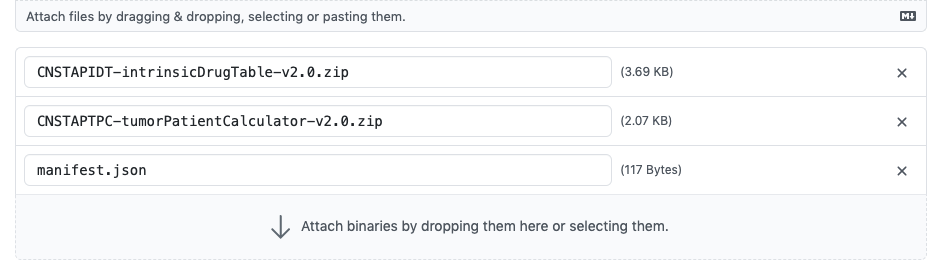 Attach files by dragging & dropping, selecting or pasting them.
CNSTAPIDT-intrinsicDrugTable-v2.0.zip (3.69 KB)
CNSTAPTPC-tumorPatientCalculator-v2.0.zip (2.07 KB)
manifest.json (117 Bytes)
Attach binaries by dropping them here or selecting them.